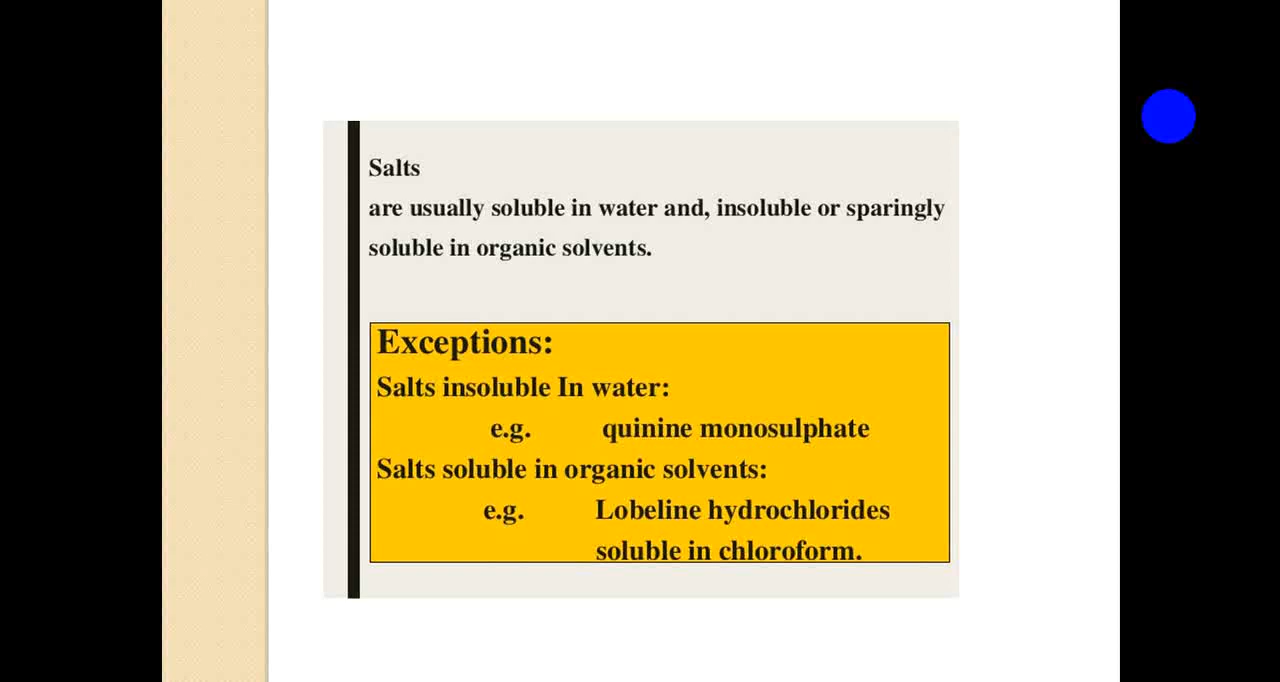 Salts
are usually soluble in water and, insoluble or sparingly
soluble in organic solvents.
Exceptions:
Salts insoluble In water:
e.g. quinine monosulphate
Salts soluble in organic solvents:
e.g. Lobeline hydrochlorides
soluble in chloroform.